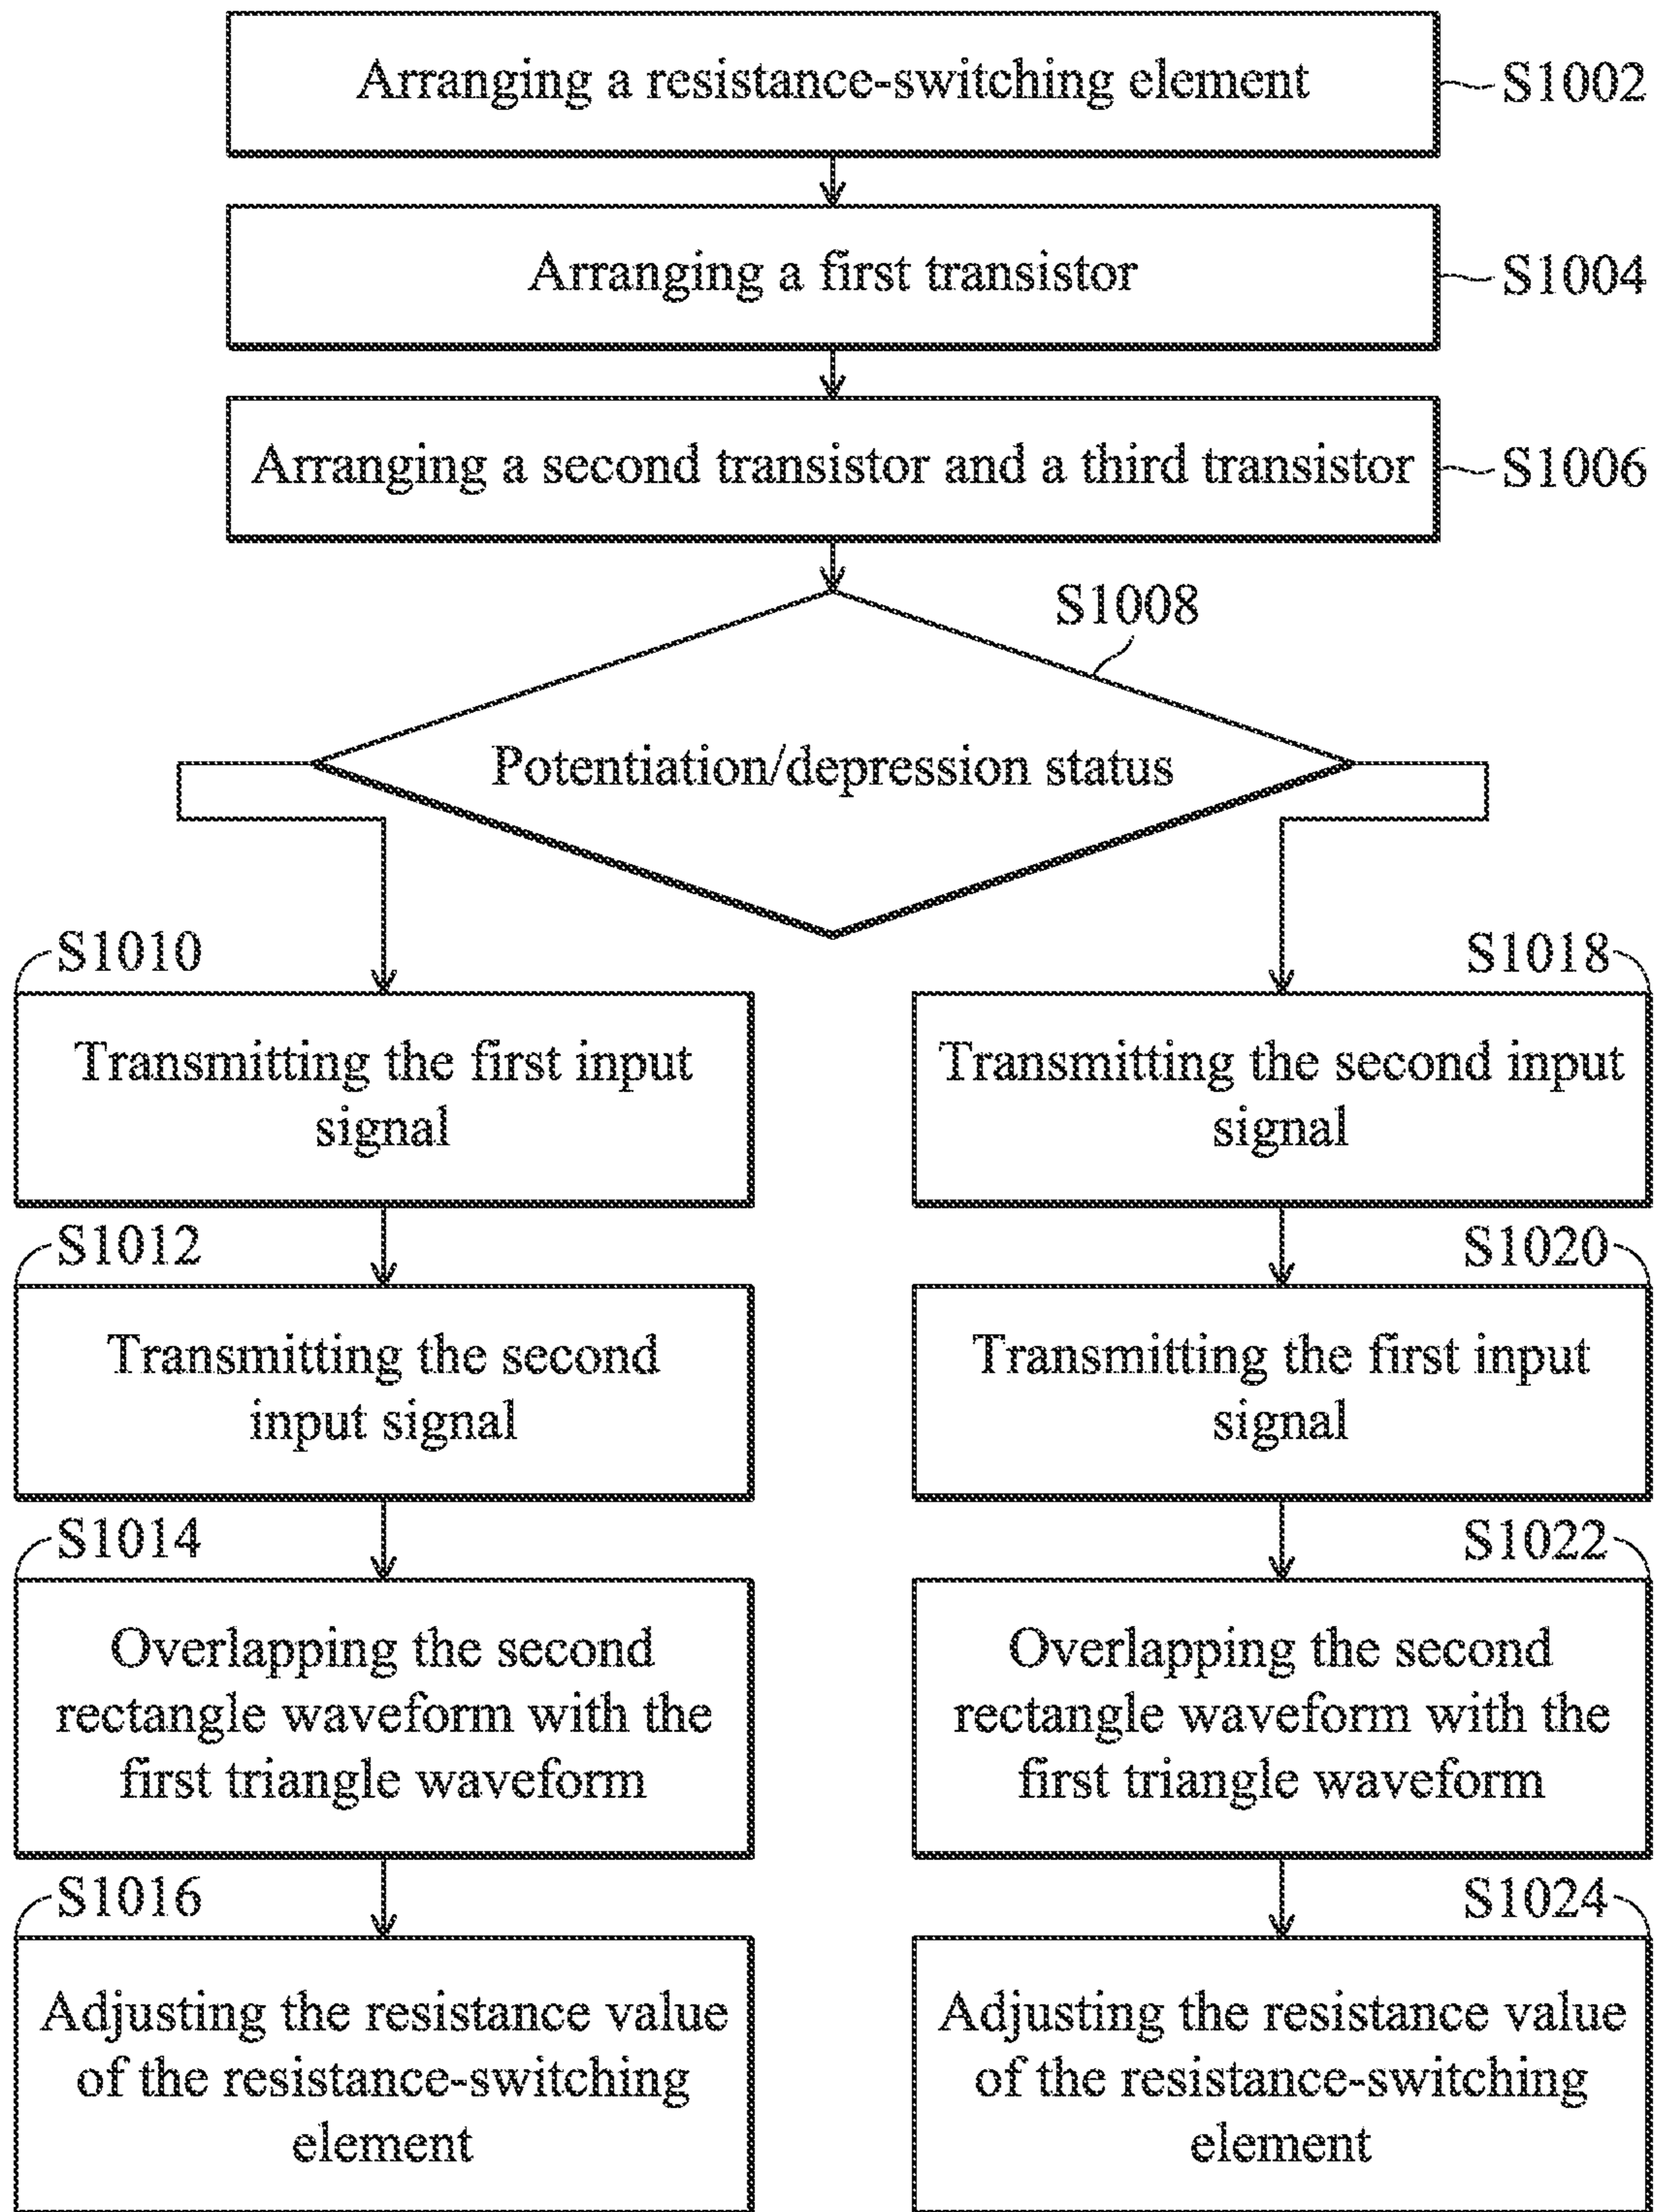 Arranging a resistance-switching element
S1002
Arranging a first transistor
S1004
Arranging a second transistor and a third transistor
S1006
S1008
Potentiation/depression status
S1010
Transmitting the first input
signal
S1012
Transmitting the second
input signal
S1014
Overlapping the second
rectangle waveform with the
first triangle waveform
S1016
Adjusting the resistance value
of the resistance-switching
element
S1018
Transmitting the second input
signal
S1020
Transmitting the first input
signal
S1022
Overlapping the second
rectangle waveform with the
first triangle waveform
S1024
Adjusting the resistance value
of the resistance-switching
element